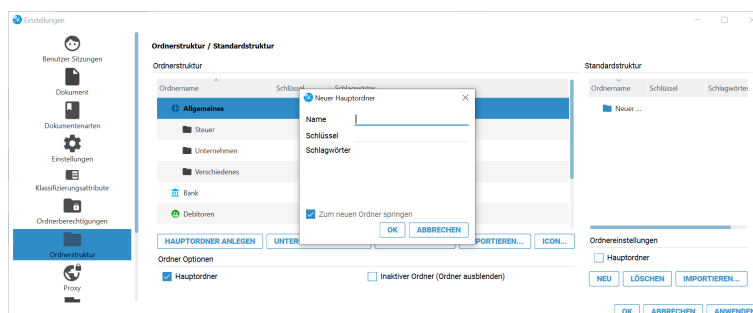 Einstellungen
Benutzer Sitzungen
Dokument
Dokumentenarten
Einstellungen
Klassifizierungsattribute
Ordnerberechtigungen
Ordnerstruktur
Proxy
Ordnerstruktur / Standardstruktur
Ordnerstruktur
Ordnername Schlüssel Schlagwörter
Allgemeines
Steuer
Unternehmen
Verschiedenes
Bank
Debitoren
HAUPTORDNER ANLEGEN
ICON...
Ordner Optionen
Hauptordner
Inaktiver Ordner (Ordner ausblenden)
Neuer Hauptordner
Name
Schlüssel
Schlagwörter
Zum neuen Ordner springen
OK ABBRECHEN
Standardstruktur
Ordnername Schlüssel Schlagwörter
Neuer ...
Ordnereinstellungen
Hauptordner
NEU LÖSCHEN IMPORTIEREN...
OK ABBRECHEN ANWENDEN